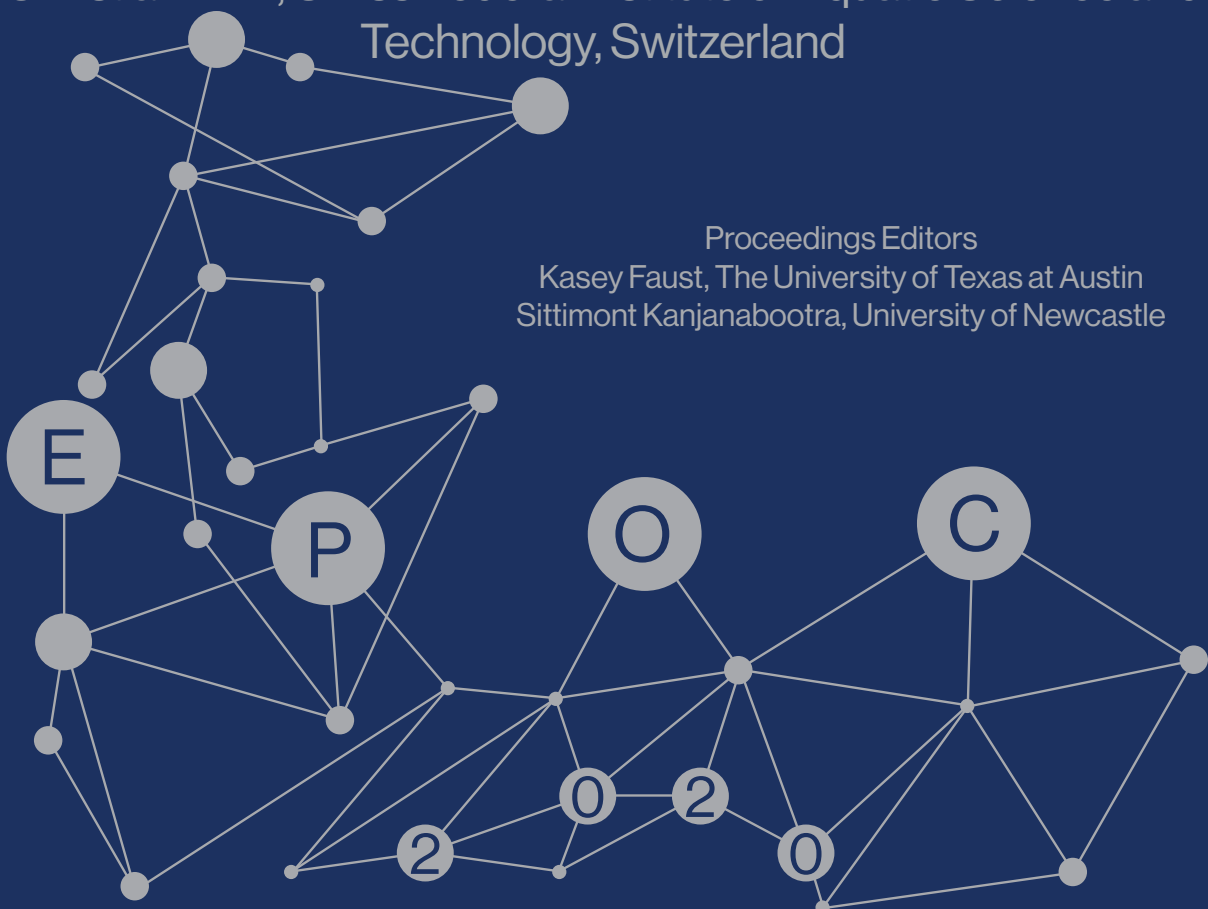 Technology, Switzerland
Proceedings Editors
Kasey Faust, The University of Texas at Austin
Sittimont Kanjanabootra, University of Newcastle
E
P
O
C
2
0
2
0